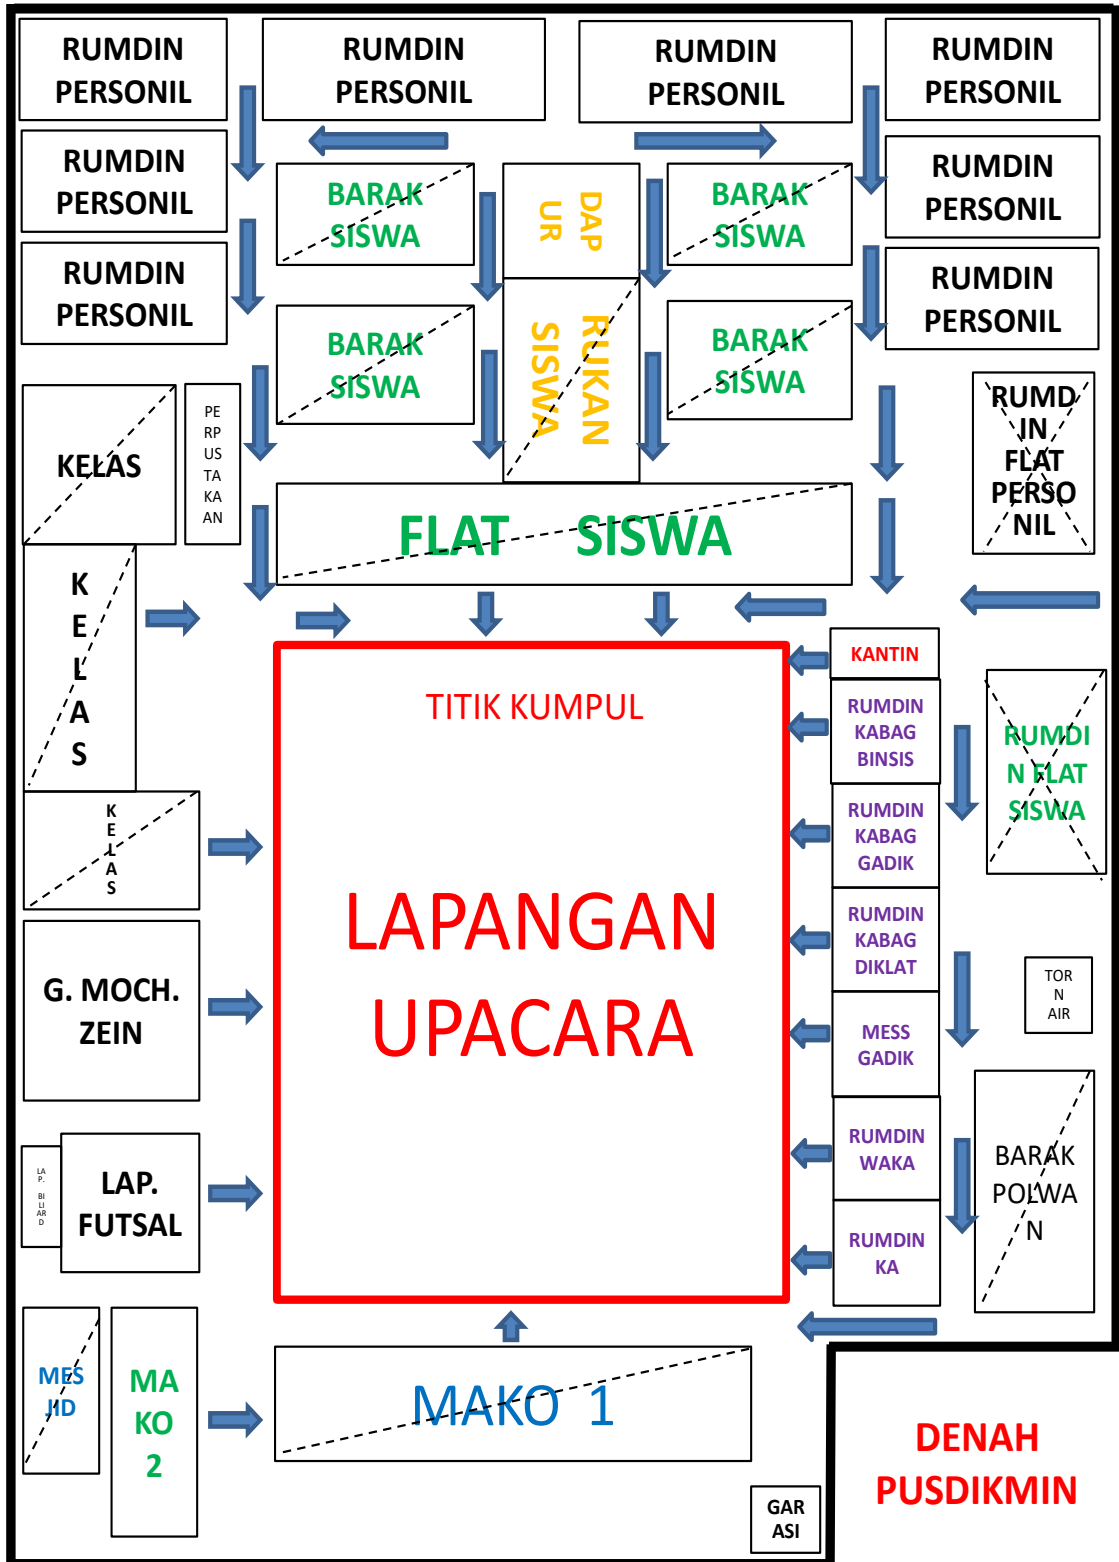 RUMDIN
PERSONIL
RUMDIN
PERSONIL
RUMDIN
PERSONIL
RUMDIN
PERSONIL
RUMDIN
PERSONIL
BARAK
SISWA
DAP
UR
BARAK
SISWA
RUMDIN
PERSONIL
RUMDIN
PERSONIL
BARAK
SISWA
RUKAN
SISWA
BARAK
SISWA
RUMDIN
PERSONIL
KELAS
PE
RP
US
TA
KA
AN
RUMD
IN
FLAT
PERSO
NIL
FLAT SISWA
K
E
L
A
S
KANTIN
TITIK KUMPUL
RUMDIN
KABAG
BINSIS
RUMDI
N FLAT
SISWA
K
E
L
A
S
RUMDIN
KABAG
GADIK
LAPANGAN
UPACARA
RUMDIN
KABAG
DIKLAT
G. MOCH.
ZEIN
TOR
N
AIR
MESS
GADIK
LA
P.
BI
LI
AR
D
LAP.
FUTSAL
RUMDIN
WAKA
BARAK
POLWA
N
RUMDIN
KA
MES
JID
MA
KO
2
MAKO 1
GAR
ASI
DENAH
PUSDIKMIN